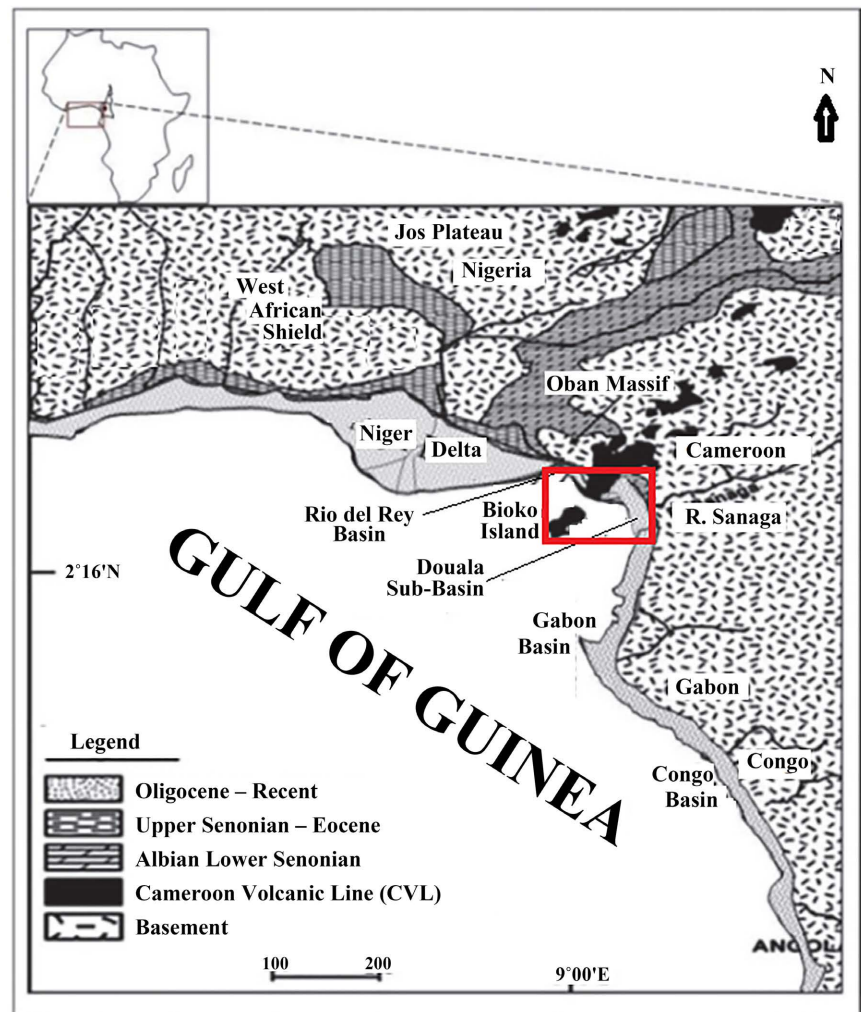 N
Jos Plateau
Nigeria
West
African
Shield
Oban Massif
Niger
Delta
Cameroon
Rio del Rey
Basin
Bioko
Island
R. Sanaga
Douala
Sub-Basin
2°16'N
GULF OF GUINEA
Gabon
Basin
Gabon
Congo
Congo
Basin
Legend
Oligocene – Recent
Upper Senonian – Eocene
Albian Lower Senonian
Cameroon Volcanic Line (CVL)
Basement
100
200
9°00'E